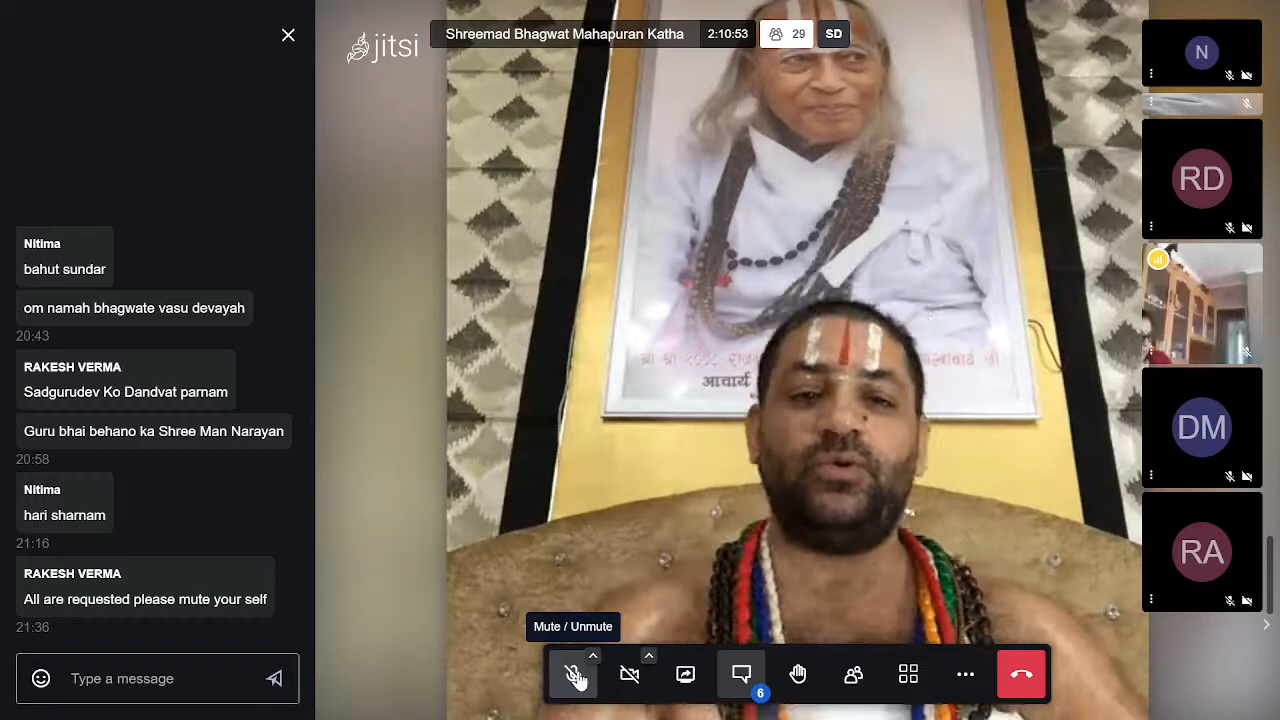 jitsi
Shreemad Bhagwat Mahapuran Katha
2:10:53
29
SD
N
RD
DM
RA
Nitima
bahut sundar
om namah bhagwate vasu devayah
20:43
RAKESH VERMA
Sadgurudev Ko Dandvat parnam
Guru bhai behano ka Shree Man Narayan
20:58
Nitima
hari sharnam
21:16
RAKESH VERMA
All are requested please mute your self
21:36
Type a message
श्री श्री १००८
आचार्य
Mute / Unmute
6